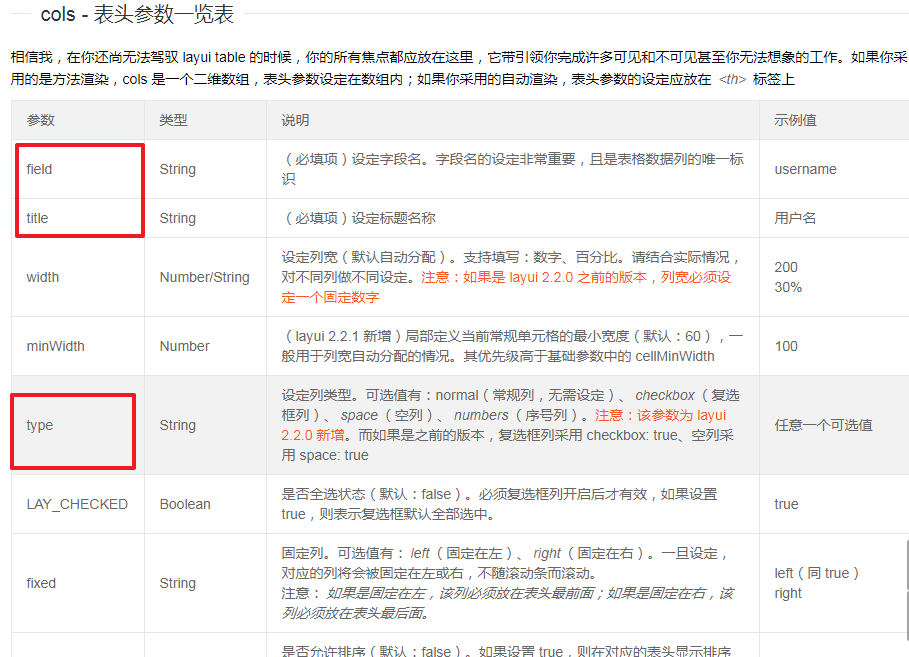 cols - 表头参数一览表
相信我，在你还尚无法驾驭 layui table 的时候，你的所有焦点都应放在这里，它带引领你完成许多可见和不可见甚至你无法想象的工作。如果你采
用的是方法渲染，cols 是一个二维数组，表头参数设定在数组内；如果你采用的自动渲染，表头参数的设定应放在 <th> 标签上
参数 类型 说明 示例值
field String （必填项）设定字段名。字段名的设定非常重要，且是表格数据列的唯一标
识 username
title String （必填项）设定标题名称 用户名
width Number/String 设定列宽（默认自动分配）。支持填写：数字、百分比。请结合实际情况，
对不同列做不同设定。注意：如果是 layui 2.2.0 之前的版本，列宽必须设
定一个固定数字
200
30%
minWidth Number （layui 2.2.1 新增）局部定义当前常规单元格的最小宽度（默认：60），一
般用于列宽自动分配的情况。其优先级高于基础参数中的 cellMinWidth 100
type String 设定列类型。可选值有：normal（常规列，无需设定）、checkbox（复选
框列）、space（空列）、numbers（序号列）。注意：该参数为 layui
2.2.0 新增。而如果是之前的版本，复选框列采用 checkbox: true、空列采
用 space: true
任意一个可选值
LAY_CHECKED Boolean 是否全选状态（默认：false）。必须复选框列开启后才有效，如果设置
true，则表示复选框默认全部选中。 true
fixed String 固定列。可选值有：left（固定在左）、right（固定在右）。一旦设定，
对应的列将会被固定在左或右，不随滚动条而滚动。
注意：如果是固定在左，该列必须放在表头最前面；如果是固定在右，该
列必须放在表头最后面。
left（同 true）
right
是否允许排序（默认：false）。如果设置 true，则在对应的表头显示排序